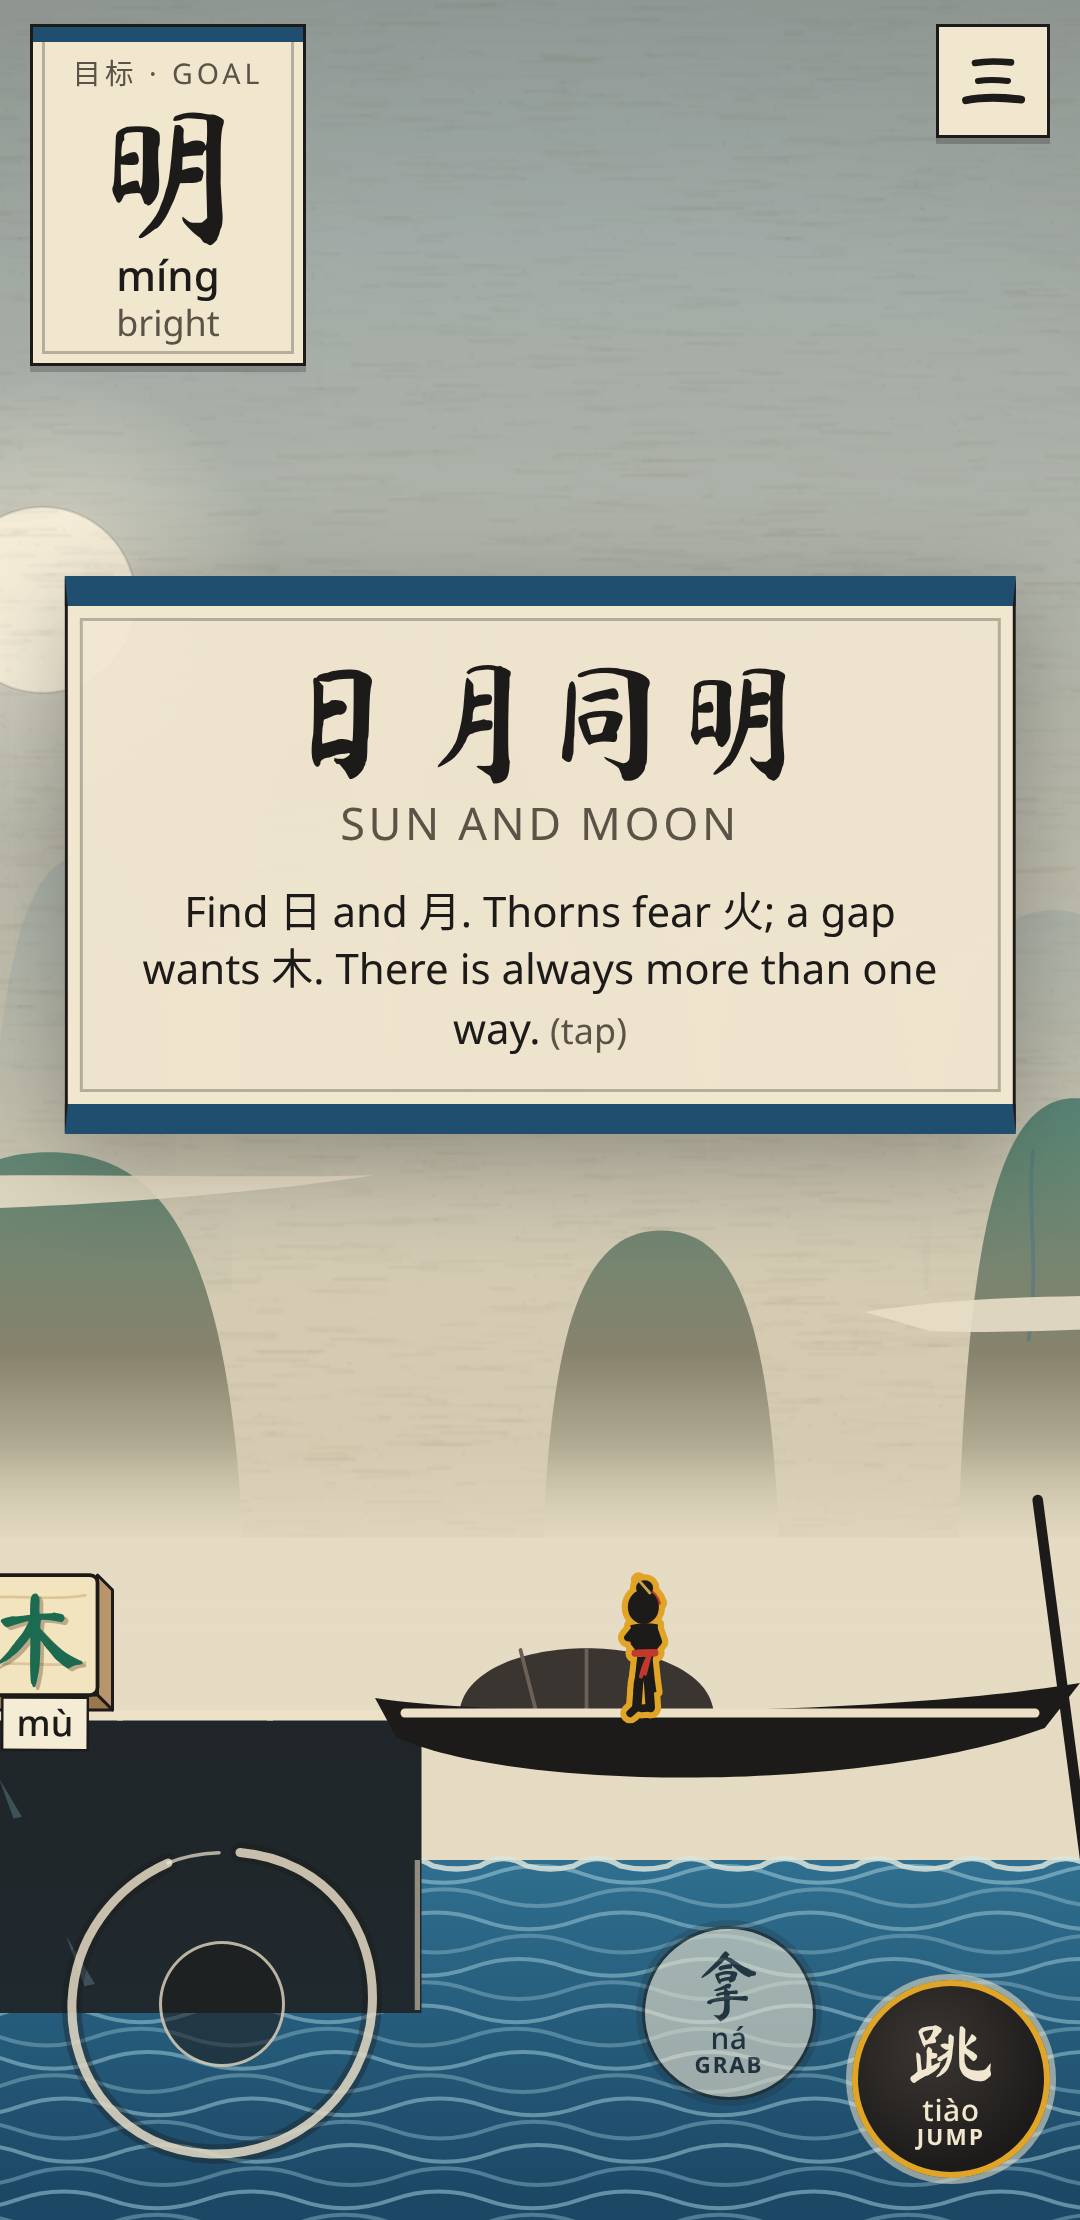 目标 · GOAL
明
míng
bright
三
日月同明
SUN AND MOON
Find 日 and 月. Thorns fear 火; a gap
wants 木. There is always more than one
way. (tap)
木
mù
拿
ná
GRAB
跳
tiào
JUMP